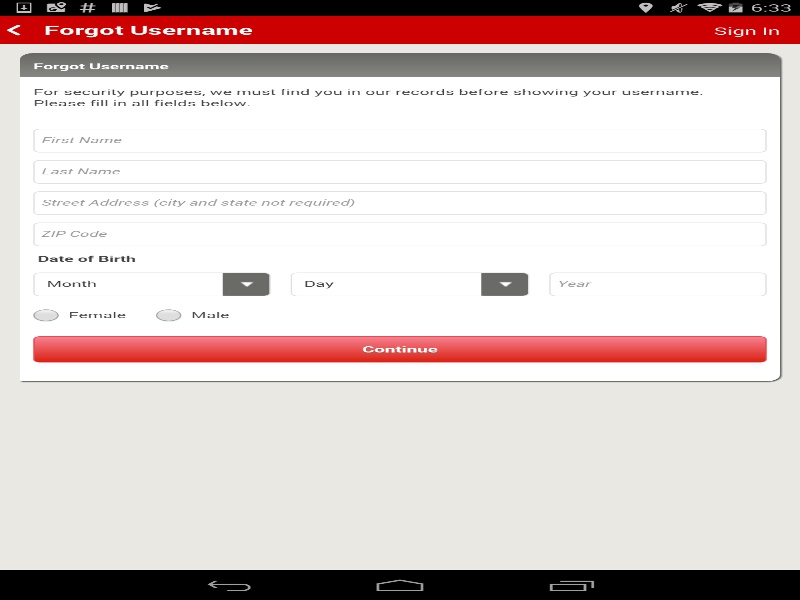 6:33
Forgot Username
Sign In
Forgot Username
For security purposes, we must find you in our records before showing your username.
Please fill in all fields below.
First Name
Last Name
Street Address (city and state not required)
ZIP Code
Date of Birth
Month
Day
Year
Female
Male
Continue